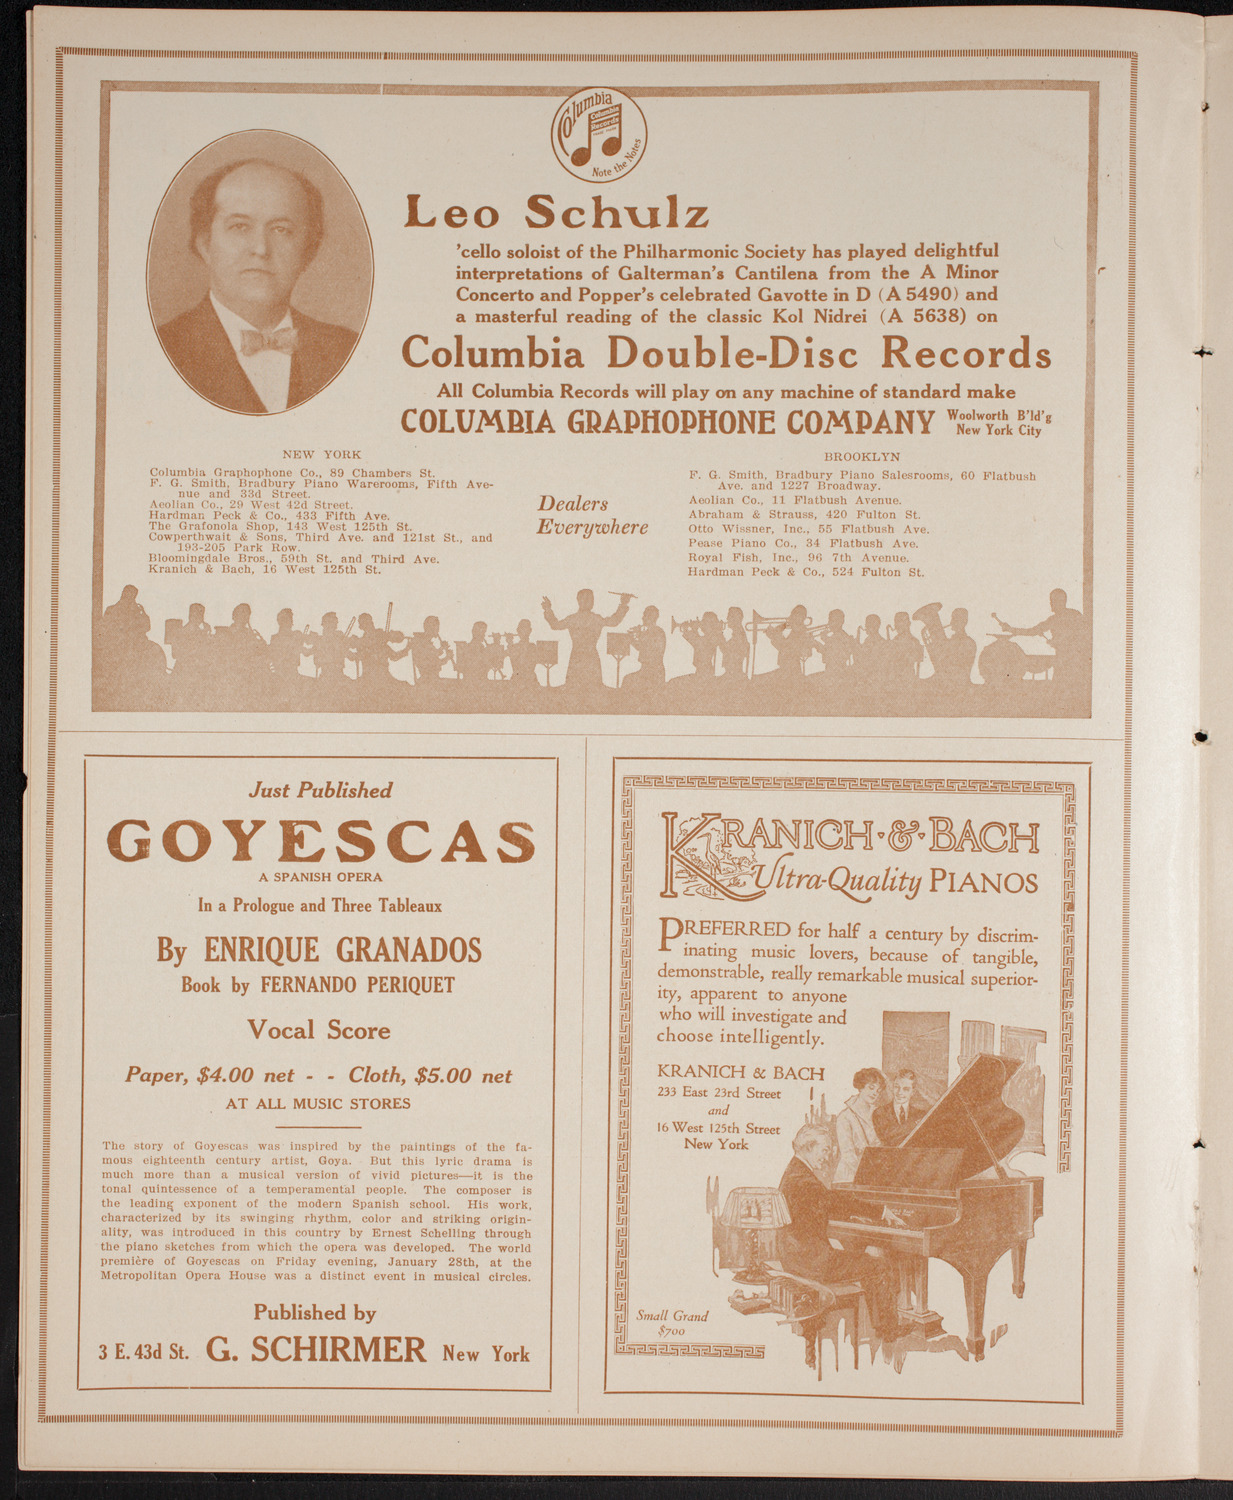 Columbia
Columbia
Records
Note the Notes
Leo Schulz
'cello soloist of the Philharmonic Society has played delightful
interpretations of Galterman's Cantilena from the A Minor
Concerto and Popper's celebrated Gavotte in D (A 5490) and
a masterful reading of the classic Kol Nidrei (A 5638) on
Columbia Double-Disc Records
All Columbia Records will play on any machine of standard make
COLUMBIA GRAPHOPHONE COMPANY Woolworth B'ld'g
New York City
NEW YORK
Columbia Graphophone Co., 89 Chambers St.
F. G. Smith, Bradbury Piano Warerooms, Fifth Ave-
nue and 33d Street.
Aeolian Co., 29 West 42d Street.
Hardman Peck & Co., 433 Fifth Ave.
The Grafonola Shop, 143 West 125th St.
Cowperthwait & Sons, Third Ave. and 121st St., and
193-205 Park Row.
Bloomingdale Bros., 59th St. and Third Ave.
Kranich & Bach, 16 West 125th St.
Dealers
Everywhere
BROOKLYN
F. G. Smith, Bradbury Piano Salesrooms, 60 Flatbush
Ave. and 1227 Broadway.
Aeolian Co., 11 Flatbush Avenue.
Abraham & Strauss, 420 Fulton St.
Otto Wissner, Inc., 55 Flatbush Ave.
Pease Piano Co., 34 Flatbush Ave.
Royal Fish, Inc., 96 7th Avenue.
Hardman Peck & Co., 524 Fulton St.
Just Published
GOYESCAS
A SPANISH OPERA
In a Prologue and Three Tableaux
By ENRIQUE GRANADOS
Book by FERNANDO PERIQUET
Vocal Score
Paper, $4.00 net - - Cloth, $5.00 net
AT ALL MUSIC STORES
The story of Goyescas was inspired by the paintings of the fa-
mous eighteenth century artist, Goya. But this lyric drama is
much more than a musical version of vivid pictures—it is the
tonal quintessence of a temperamental people. The composer is
the leading exponent of the modern Spanish school. His work,
characterized by its swinging rhythm, color and striking origin-
ality, was introduced in this country by Ernest Schelling through
the piano sketches from which the opera was developed. The world
première of Goyescas on Friday evening, January 28th, at the
Metropolitan Opera House was a distinct event in musical circles.
Published by
3 E. 43d St. G. SCHIRMER New York
KRANICH·&·BACH
Ultra-Quality PIANOS
PREFERRED for half a century by discrim-
inating music lovers, because of tangible,
demonstrable, really remarkable musical superior-
ity, apparent to anyone
who will investigate and
choose intelligently.
KRANICH & BACH
233 East 23rd Street
and
16 West 125th Street
New York
Small Grand
$700